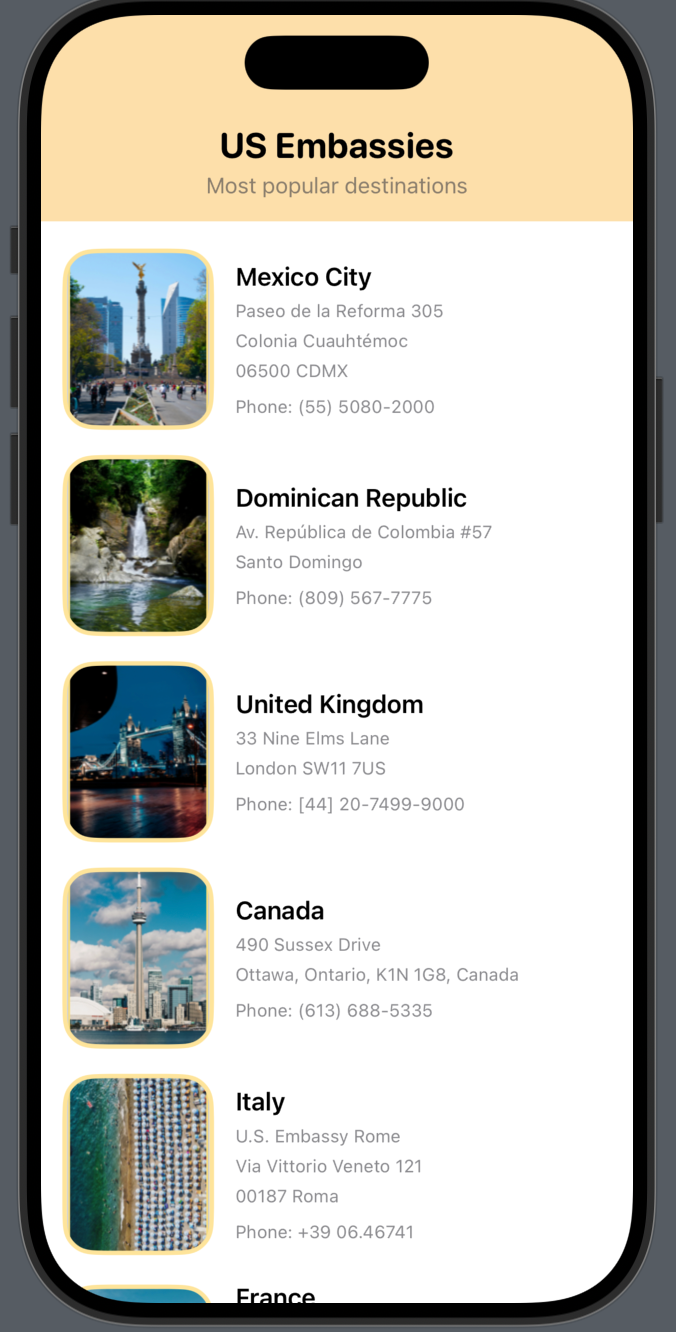 US Embassies
Most popular destinations
Mexico City
Paseo de la Reforma 305
Colonia Cuauhtémoc
06500 CDMX
Phone: (55) 5080-2000
Dominican Republic
Av. República de Colombia #57
Santo Domingo
Phone: (809) 567-7775
United Kingdom
33 Nine Elms Lane
London SW11 7US
Phone: [44] 20-7499-9000
Canada
490 Sussex Drive
Ottawa, Ontario, K1N 1G8, Canada
Phone: (613) 688-5335
Italy
U.S. Embassy Rome
Via Vittorio Veneto 121
00187 Roma
Phone: +39 06.46741
France